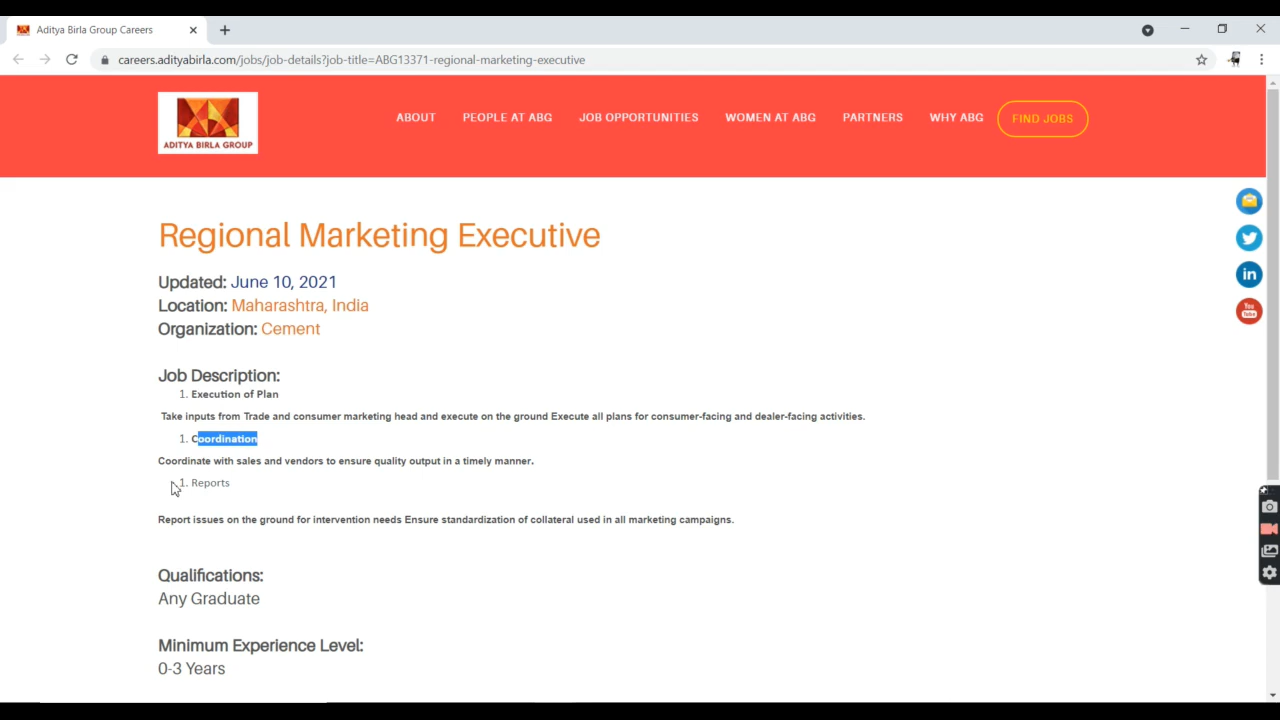 Aditya Birla Group Careers
careers.adityabirla.com/jobs/job-details?job-title=ABG13371-regional-marketing-executive
ADITYA BIRLA GROUP
ABOUT PEOPLE AT ABG JOB OPPORTUNITIES WOMEN AT ABG PARTNERS WHY ABG FIND JOBS
Regional Marketing Executive
Updated: June 10, 2021
Location: Maharashtra, India
Organization: Cement
in
You Tube
Job Description:
1. Execution of Plan
Take inputs from Trade and consumer marketing head and execute on the ground Execute all plans for consumer-facing and dealer-facing activities.
1. Coordination
Coordinate with sales and vendors to ensure quality output in a timely manner.
1. Reports
Report issues on the ground for intervention needs Ensure standardization of collateral used in all marketing campaigns.
Qualifications:
Any Graduate
Minimum Experience Level:
0-3 Years